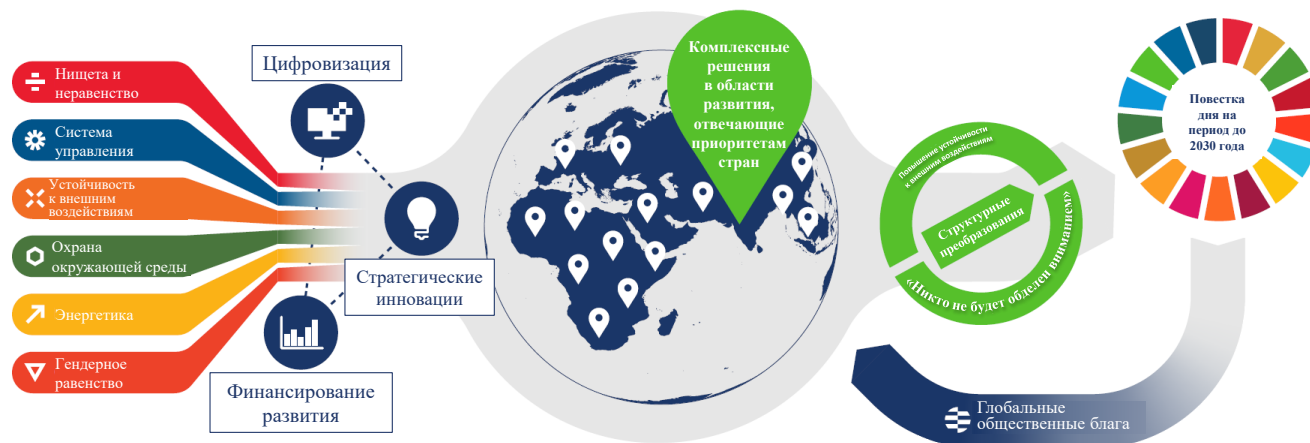 Нищета и
неравенство
Система
управления
Устойчивость
к внешним
воздействиям
Охрана
окружающей среды
Энергетика
Гендерное
равенство
Цифровизация
Стратегические
инновации
Финансирование
развития
Комплексные
решения
в области
развития,
отвечающие
приоритетам
стран
Повышение устойчивости
к внешним воздействиям
Структурные
преобразования
«Никто не будет обделен вниманием»
Повестка
дня на
период до
2030 года
Глобальные
общественные блага